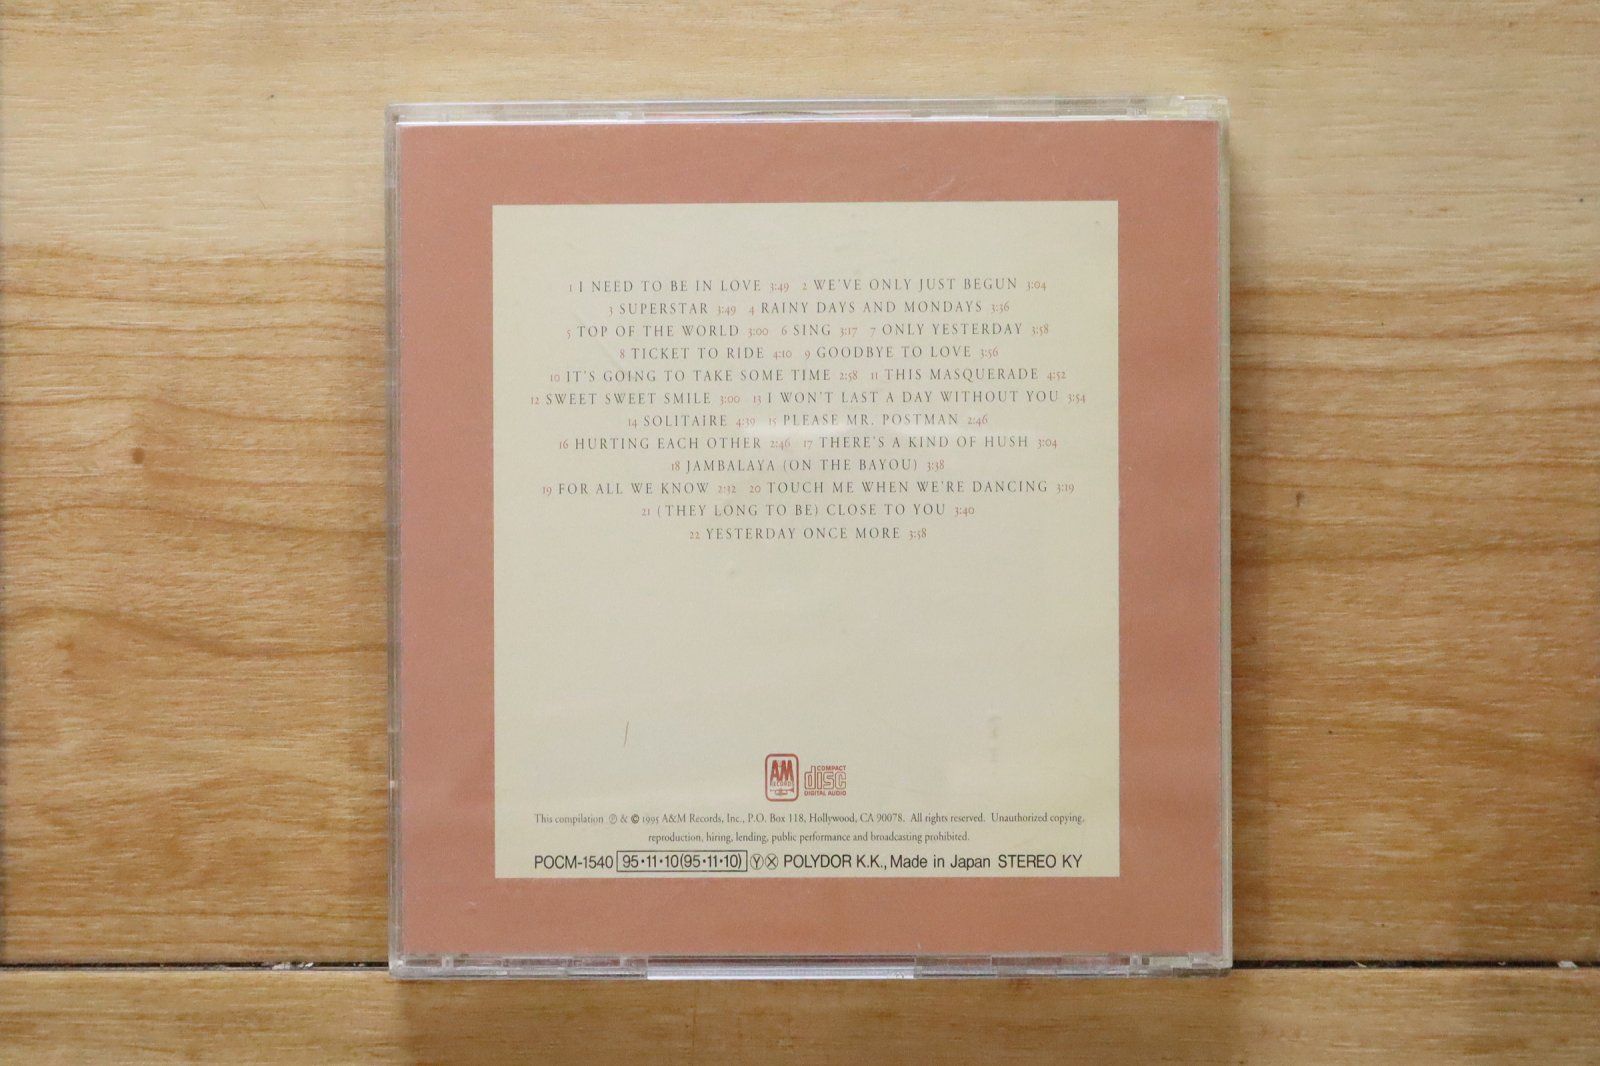 1 I NEED TO BE IN LOVE 3:49 2 WE'VE ONLY JUST BEGUN 3:04
3 SUPERSTAR 3:49 4 RAINY DAYS AND MONDAYS 3:36
5 TOP OF THE WORLD 3:00 6 SING 3:17 7 ONLY YESTERDAY 3:58
8 TICKET TO RIDE 4:10 9 GOODBYE TO LOVE 3:56
10 IT'S GOING TO TAKE SOME TIME 2:58 11 THIS MASQUERADE 4:52
12 SWEET SWEET SMILE 3:00 13 I WON'T LAST A DAY WITHOUT YOU 3:54
14 SOLITAIRE 4:39 15 PLEASE MR. POSTMAN 2:46
16 HURTING EACH OTHER 2:46 17 THERE'S A KIND OF HUSH 3:04
18 JAMBALAYA (ON THE BAYOU) 3:38
19 FOR ALL WE KNOW 2:32 20 TOUCH ME WHEN WE'RE DANCING 3:19
21 (THEY LONG TO BE) CLOSE TO YOU 3:40
22 YESTERDAY ONCE MORE 3:58
A&M RECORDS
COMPACT disc DIGITAL AUDIO
This compilation ℗ & © 1995 A&M Records, Inc., P.O. Box 118, Hollywood, CA 90078. All rights reserved. Unauthorized copying,
reproduction, hiring, lending, public performance and broadcasting prohibited.
POCM-1540 95·11·10(95·11·10) Ⓨ Ⓧ POLYDOR K.K., Made in Japan STEREO KY